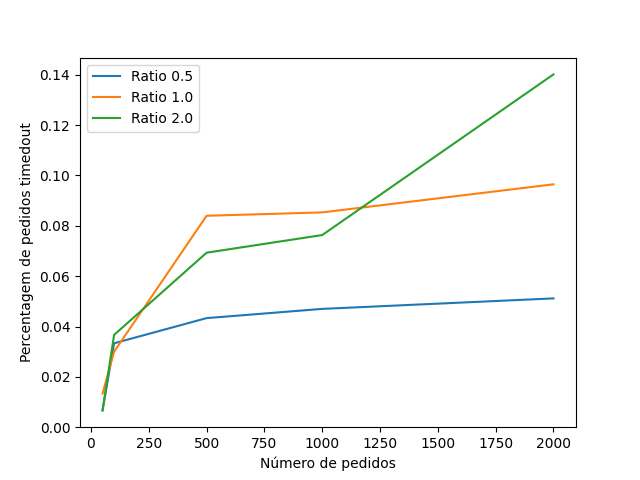 Ratio 0.5
Ratio 1.0
Ratio 2.0
0.14
0.12
0.10
0.08
0.06
0.04
0.02
0.00
Percentagem de pedidos timedout
0 250 500 750 1000 1250 1500 1750 2000
Número de pedidos